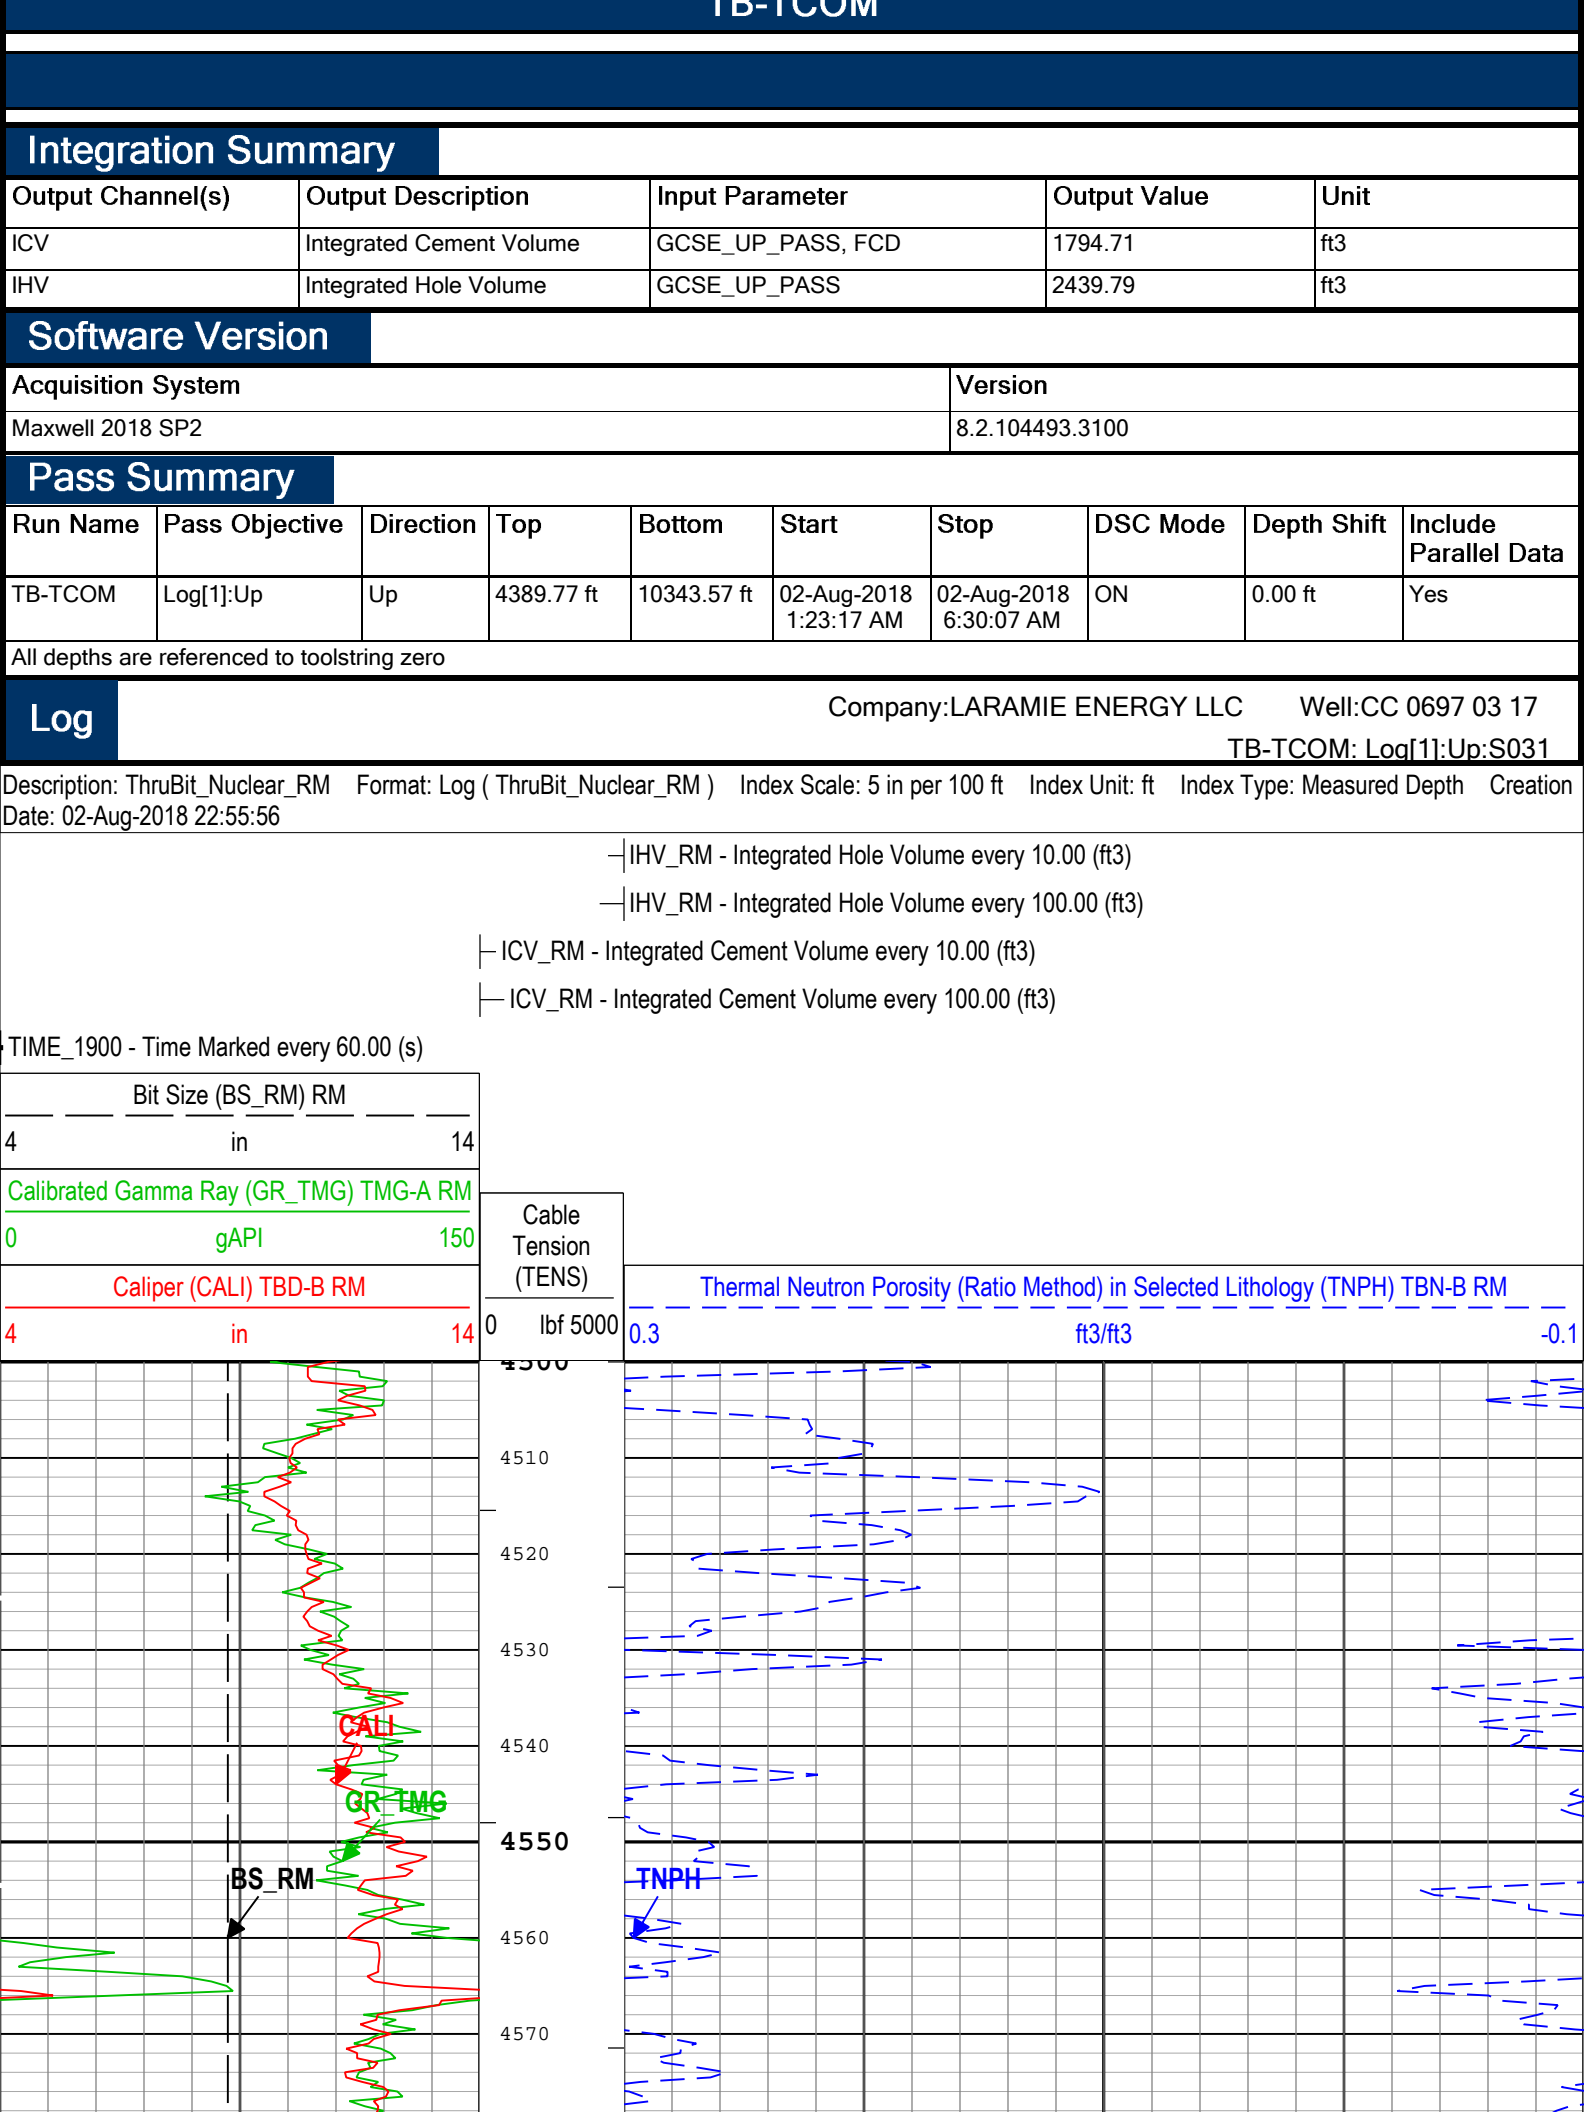 TB-TCOM
Integration Summary
Output Channel(s) Output Description Input Parameter Output Value Unit
ICV Integrated Cement Volume GCSE_UP_PASS, FCD 1794.71 ft3
IHV Integrated Hole Volume GCSE_UP_PASS 2439.79 ft3
Software Version
Acquisition System Version
Maxwell 2018 SP2 8.2.104493.3100
Pass Summary
Run Name Pass Objective Direction Top Bottom Start Stop DSC Mode Depth Shift Include
Parallel Data
TB-TCOM Log[1]:Up Up 4389.77 ft 10343.57 ft 02-Aug-2018 02-Aug-2018 ON 0.00 ft Yes
1:23:17 AM 6:30:07 AM
All depths are referenced to toolstring zero
Log
Company:LARAMIE ENERGY LLC Well:CC 0697 03 17
TB-TCOM: Log[1]:Up:S031
Description: ThruBit_Nuclear_RM Format: Log ( ThruBit_Nuclear_RM ) Index Scale: 5 in per 100 ft Index Unit: ft Index Type: Measured Depth Creation
Date: 02-Aug-2018 22:55:56
IHV_RM - Integrated Hole Volume every 10.00 (ft3)
IHV_RM - Integrated Hole Volume every 100.00 (ft3)
ICV_RM - Integrated Cement Volume every 10.00 (ft3)
ICV_RM - Integrated Cement Volume every 100.00 (ft3)
TIME_1900 - Time Marked every 60.00 (s)
Bit Size (BS_RM) RM
4 in 14
Calibrated Gamma Ray (GR_TMG) TMG-A RM
0 gAPI 150
Caliper (CALI) TBD-B RM
4 in 14
Cable
Tension
(TENS)
0 lbf 5000
Thermal Neutron Porosity (Ratio Method) in Selected Lithology (TNPH) TBN-B RM
0.3 ft3/ft3 -0.1
4500
4510
4520
4530
CALI
4540
GR_TMG
4550
BS_RM
TNPH
4560
4570